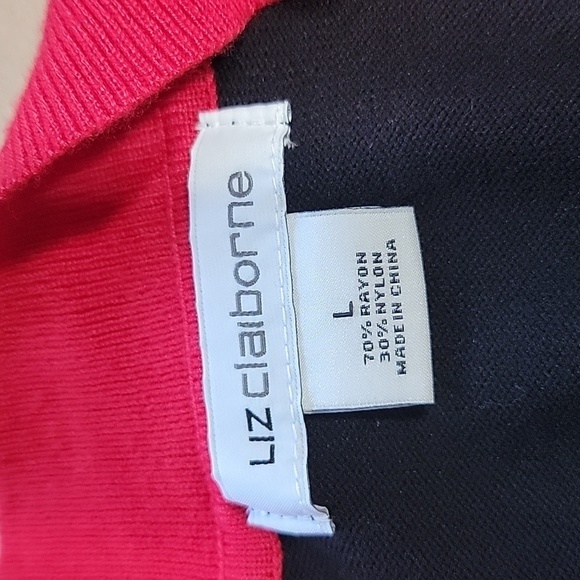 LIZ claiborne
L
70% RAYON
30% NYLON
MADE IN CHINA